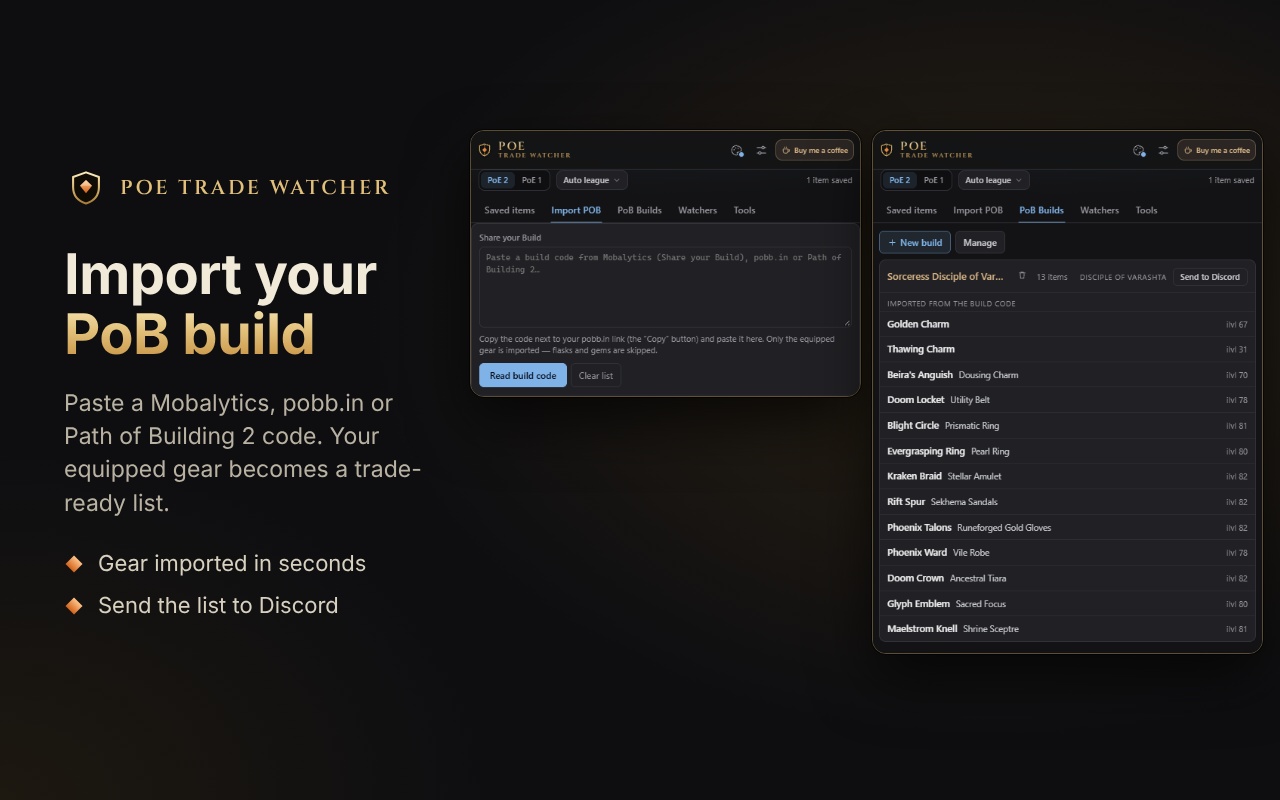 POE TRADE WATCHER
Import your
PoB build
Paste a Mobalytics, pobb.in or
Path of Building 2 code. Your
equipped gear becomes a trade-
ready list.
Gear imported in seconds
Send the list to Discord
POE
TRADE WATCHER
Buy me a coffee
PoE 2 PoE 1 Auto league 1 item saved
Saved items Import POB PoB Builds Watchers Tools
Share your Build
Paste a build code from Mobalytics (Share your Build), pobb.in or Path of
Building 2…
Copy the code next to your pobb.in link (the "Copy" button) and paste it here. Only the equipped
gear is imported — flasks and gems are skipped.
Read build code Clear list
POE
TRADE WATCHER
Buy me a coffee
PoE 2 PoE 1 Auto league 1 item saved
Saved items Import POB PoB Builds Watchers Tools
+ New build Manage
Sorceress Disciple of Var... 13 items DISCIPLE OF VARASHTA Send to Discord
IMPORTED FROM THE BUILD CODE
Golden Charm ilvl 67
Thawing Charm ilvl 31
Beira's Anguish Dousing Charm ilvl 70
Doom Locket Utility Belt ilvl 78
Blight Circle Prismatic Ring ilvl 81
Evergrasping Ring Pearl Ring ilvl 80
Kraken Braid Stellar Amulet ilvl 82
Rift Spur Sekhema Sandals ilvl 82
Phoenix Talons Runeforged Gold Gloves ilvl 82
Phoenix Ward Vile Robe ilvl 78
Doom Crown Ancestral Tiara ilvl 82
Glyph Emblem Sacred Focus ilvl 80
Maelstrom Knell Shrine Sceptre ilvl 81